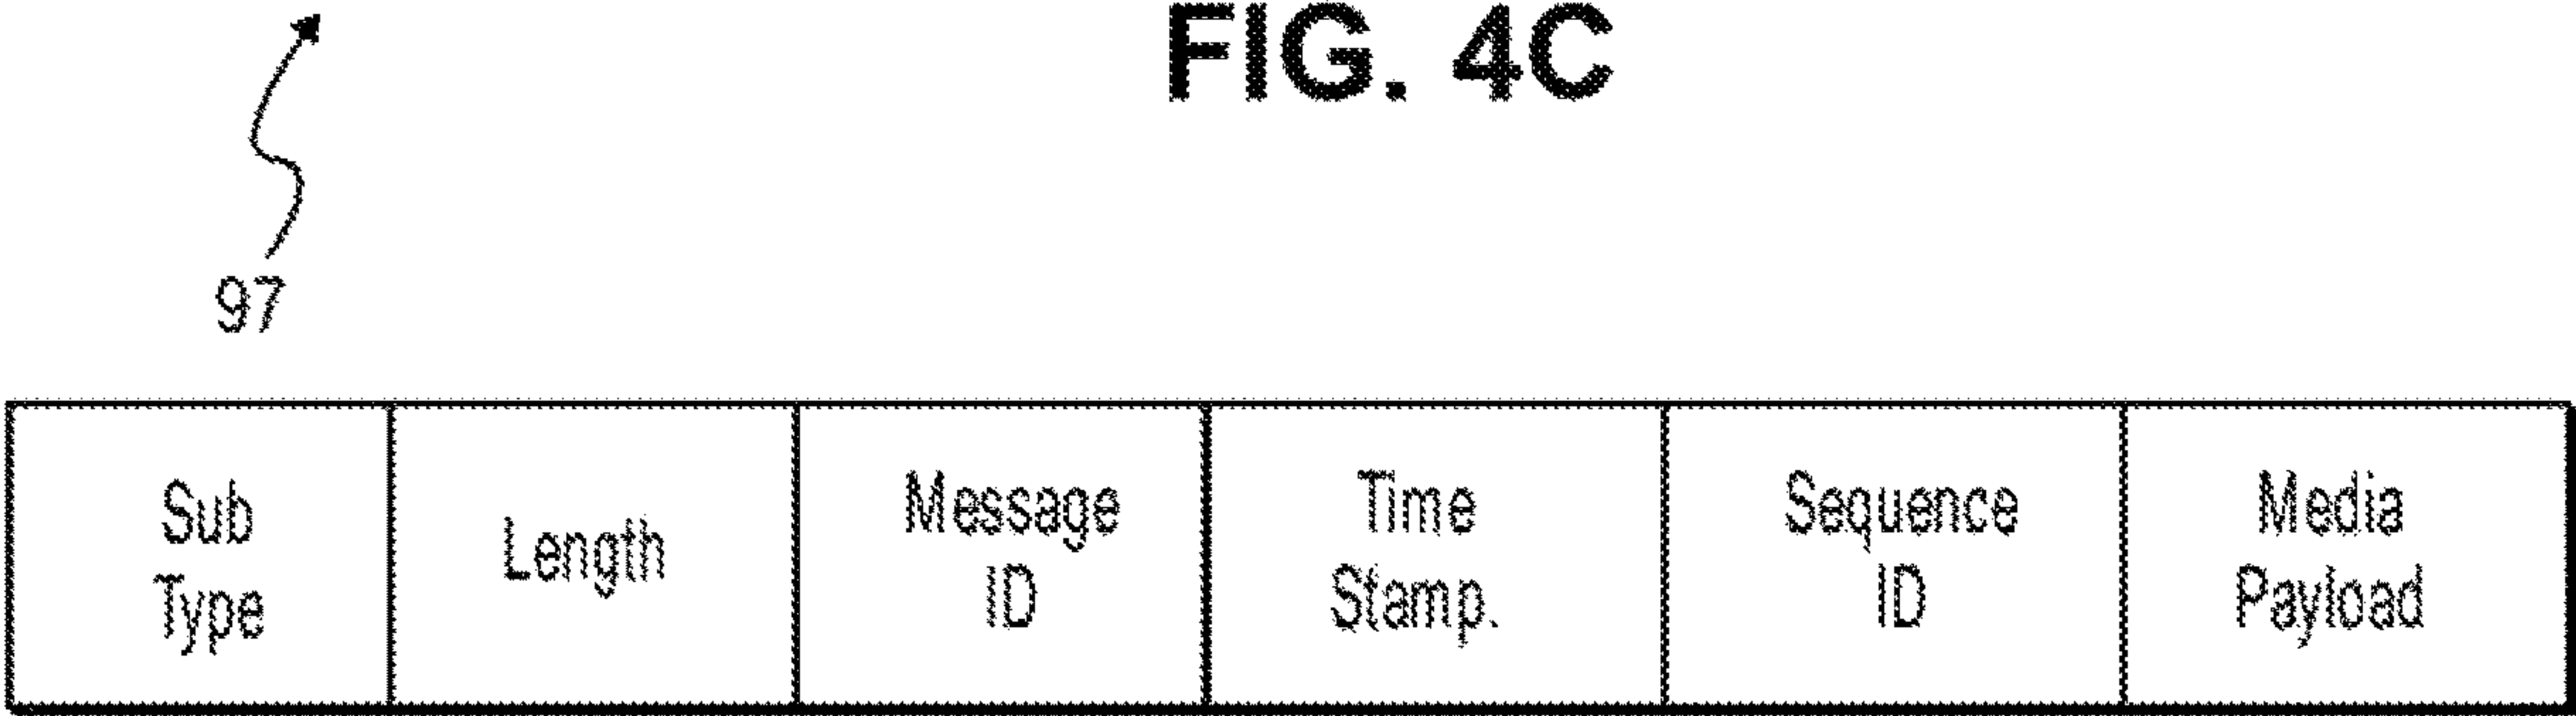 FIG. 4C
97
Sub
Type
Length
Message
ID
Time
Stamp.
Sequence
ID
Media
Payload